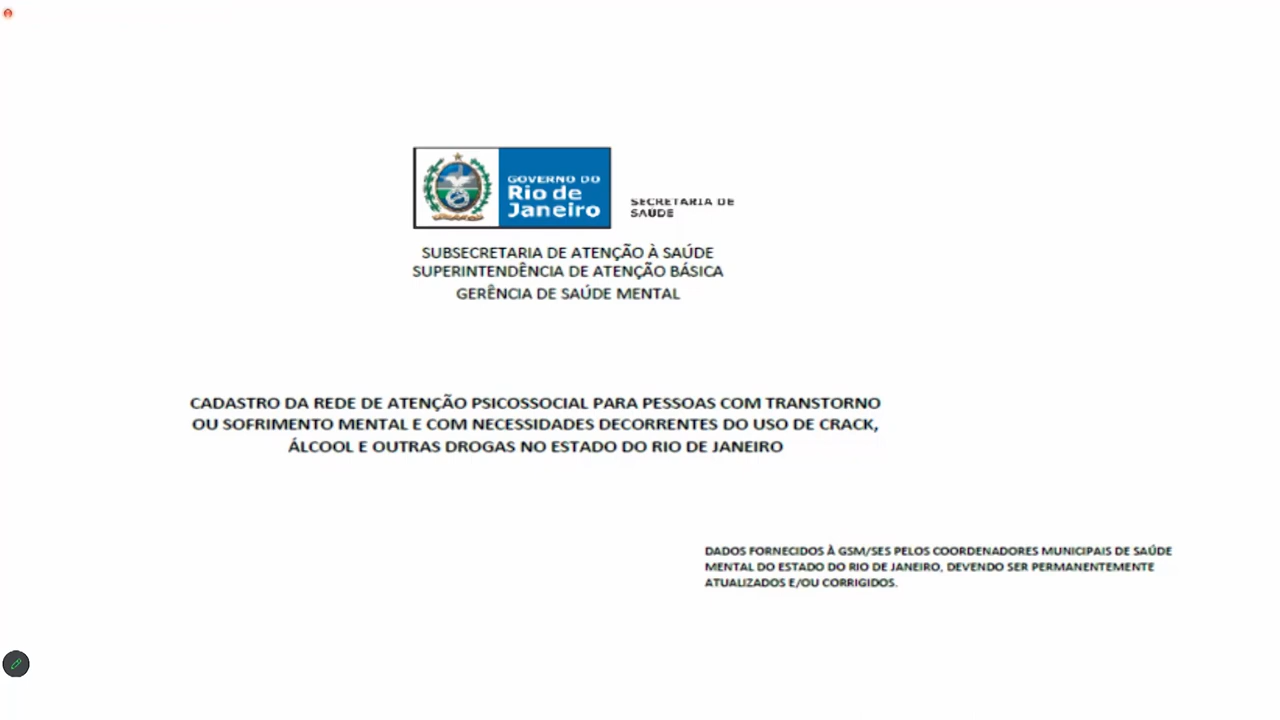 GOVERNO DO
Rio de
Janeiro
SECRETARIA DE
SAÚDE
SUBSECRETARIA DE ATENÇÃO À SAÚDE
SUPERINTENDÊNCIA DE ATENÇÃO BÁSICA
GERÊNCIA DE SAÚDE MENTAL
CADASTRO DA REDE DE ATENÇÃO PSICOSSOCIAL PARA PESSOAS COM TRANSTORNO
OU SOFRIMENTO MENTAL E COM NECESSIDADES DECORRENTES DO USO DE CRACK,
ÁLCOOL E OUTRAS DROGAS NO ESTADO DO RIO DE JANEIRO
DADOS FORNECIDOS À GSM/SES PELOS COORDENADORES MUNICIPAIS DE SAÚDE
MENTAL DO ESTADO DO RIO DE JANEIRO, DEVENDO SER PERMANENTEMENTE
ATUALIZADOS E/OU CORRIGIDOS.